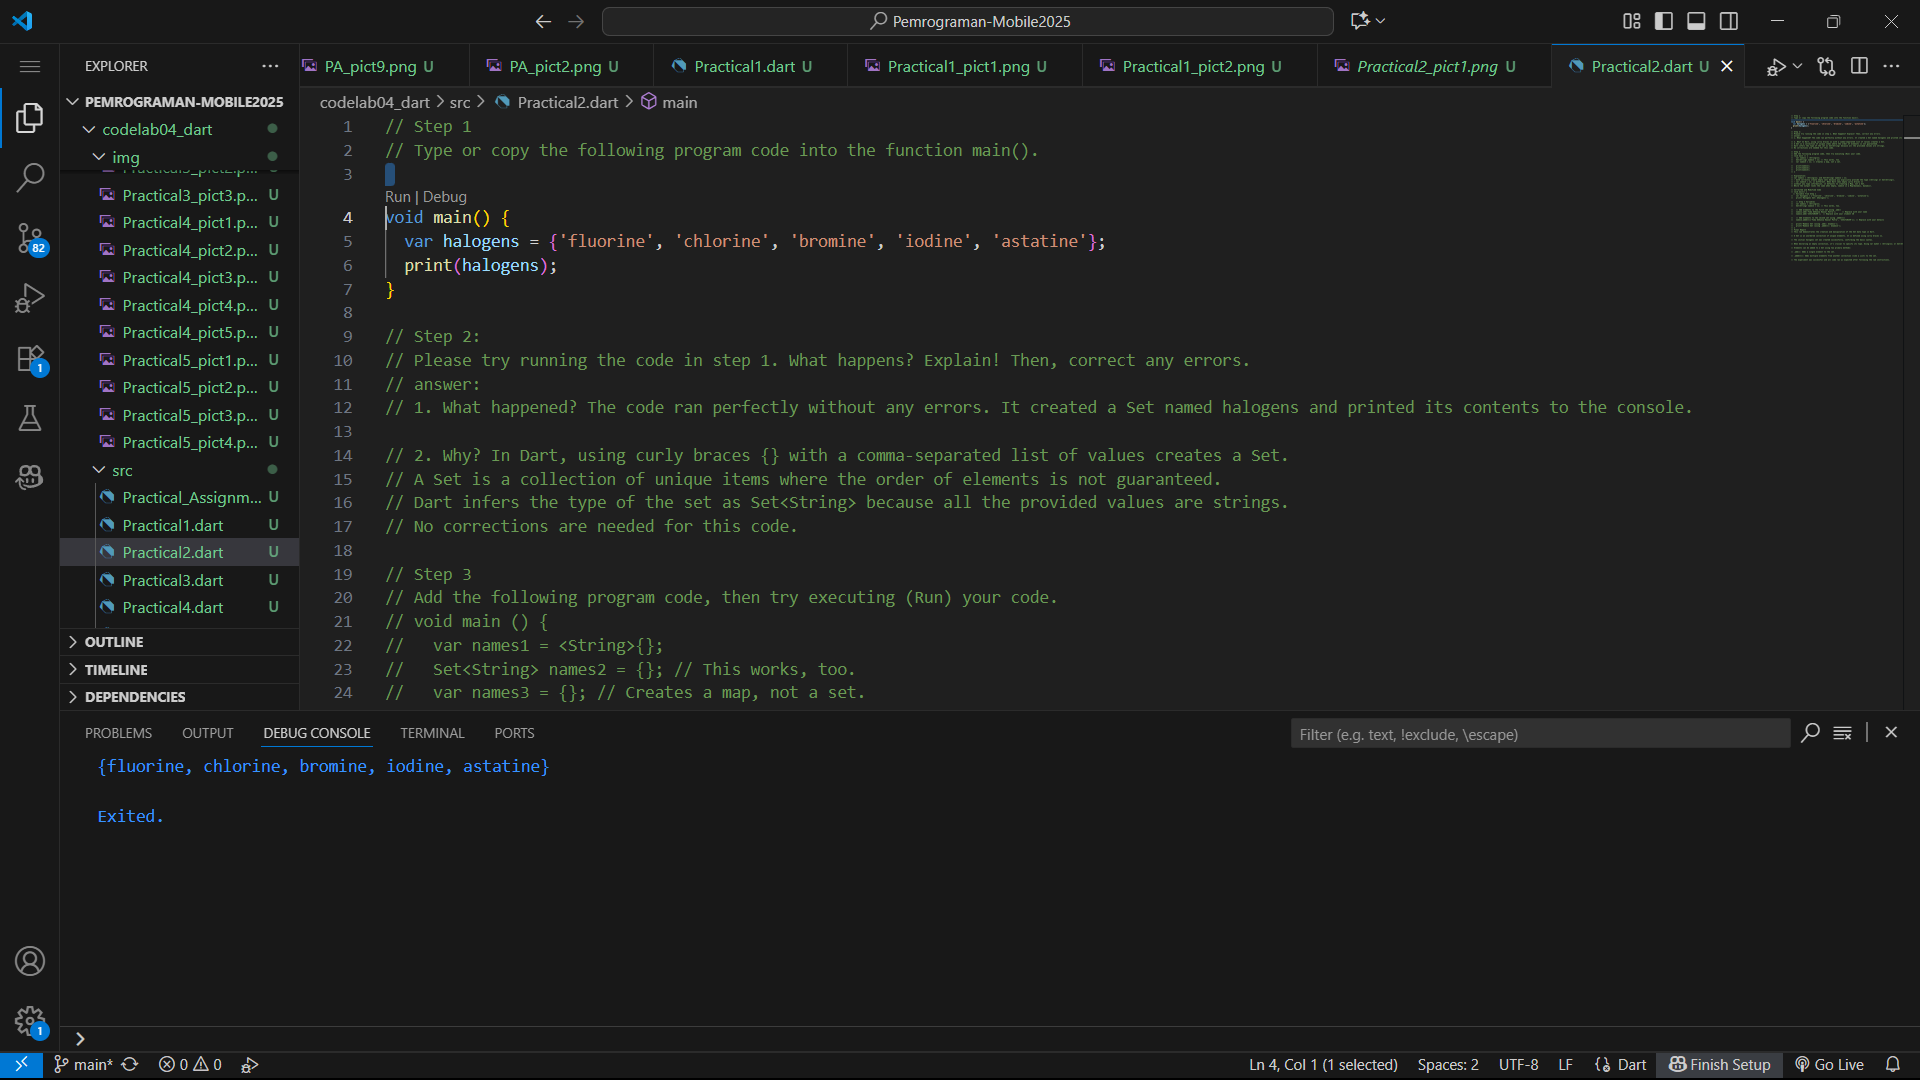 Pemrograman-Mobile2025
EXPLORER
PA_pict9.png U
PA_pict2.png U
Practical1.dart U
Practical1_pict1.png U
Practical1_pict2.png U
Practical2_pict1.png U
Practical2.dart U
PEMROGRAMAN-MOBILE2025
codelab04_dart
img
Practical3_pict3.p... U
Practical4_pict1.p... U
Practical4_pict2.p... U
Practical4_pict3.p... U
Practical4_pict4.p... U
Practical4_pict5.p... U
Practical5_pict1.p... U
Practical5_pict2.p... U
Practical5_pict3.p... U
Practical5_pict4.p... U
src
Practical_Assignm... U
Practical1.dart U
Practical2.dart U
Practical3.dart U
Practical4.dart U
OUTLINE
TIMELINE
DEPENDENCIES
82
1
1
codelab04_dart > src > Practical2.dart > main
1 // Step 1
2 // Type or copy the following program code into the function main().
3
Run | Debug
4 void main() {
5 var halogens = {'fluorine', 'chlorine', 'bromine', 'iodine', 'astatine'};
6 print(halogens);
7 }
8
9 // Step 2:
10 // Please try running the code in step 1. What happens? Explain! Then, correct any errors.
11 // answer:
12 // 1. What happened? The code ran perfectly without any errors. It created a Set named halogens and printed its contents to the console.
13
14 // 2. Why? In Dart, using curly braces {} with a comma-separated list of values creates a Set.
15 // A Set is a collection of unique items where the order of elements is not guaranteed.
16 // Dart infers the type of the set as Set<String> because all the provided values are strings.
17 // No corrections are needed for this code.
18
19 // Step 3
20 // Add the following program code, then try executing (Run) your code.
21 // void main () {
22 //   var names1 = <String>{};
23 //   Set<String> names2 = {}; // This works, too.
24 //   var names3 = {}; // Creates a map, not a set.
PROBLEMS
OUTPUT
DEBUG CONSOLE
TERMINAL
PORTS
Filter (e.g. text, !exclude, \escape)
{fluorine, chlorine, bromine, iodine, astatine}
Exited.
main*
0
0
Ln 4, Col 1 (1 selected)
Spaces: 2
UTF-8
LF
Dart
Finish Setup
Go Live